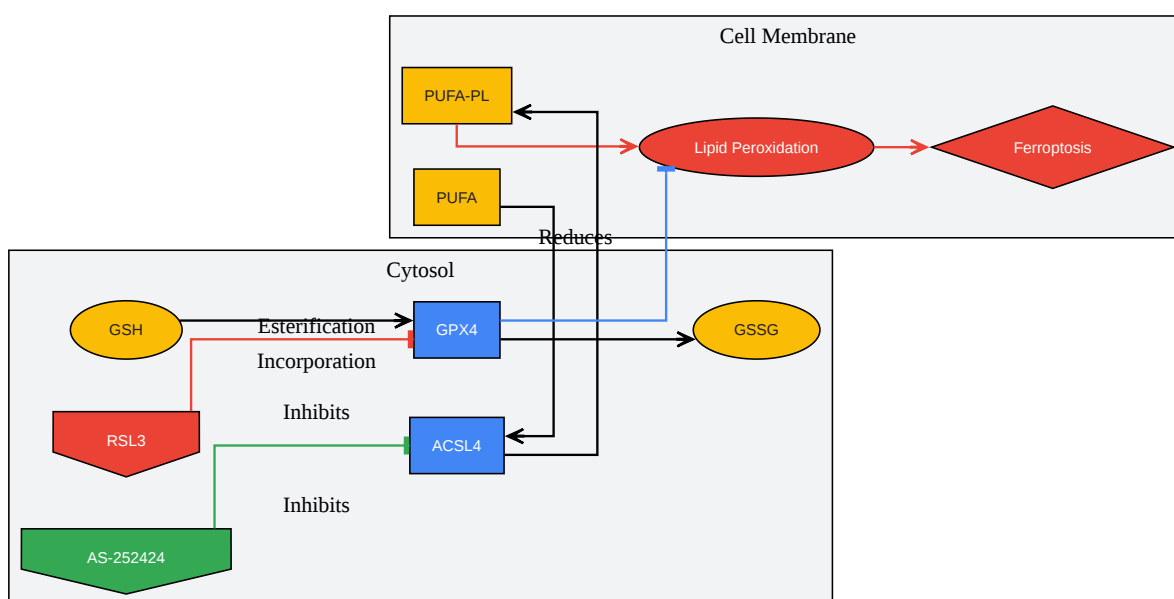 Cell Membrane
PUFA-PL
Lipid Peroxidation
Ferroptosis
PUFA
Reduces
Cytosol
GSH
Esterification
GPX4
GSSG
Incorporation
Inhibits
RSL3
ACSL4
Inhibits
AS-252424